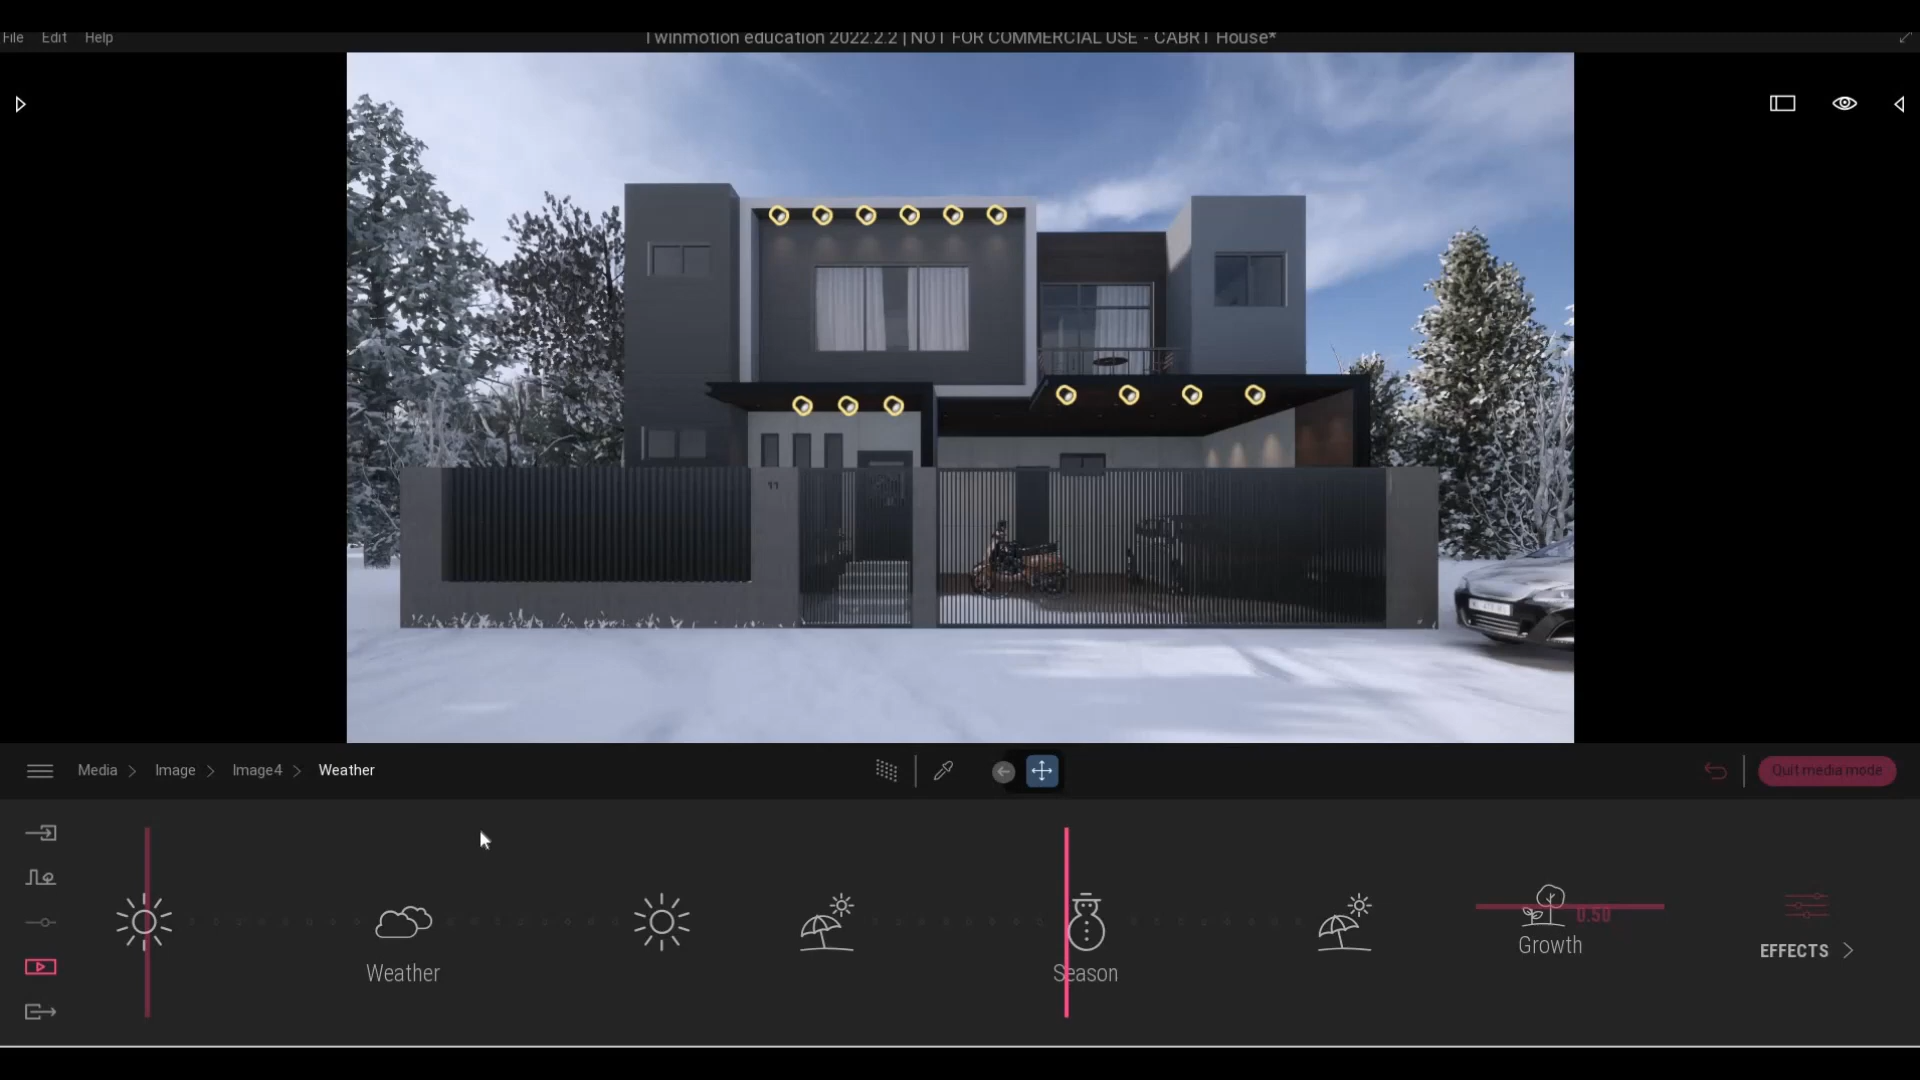 File Edit Help
Twinmotion education 2022.2.2 | NOT FOR COMMERCIAL USE - CABRT House*
11
Media Image Image4 Weather
Quit media mode
Weather
Season
0.50
Growth
EFFECTS